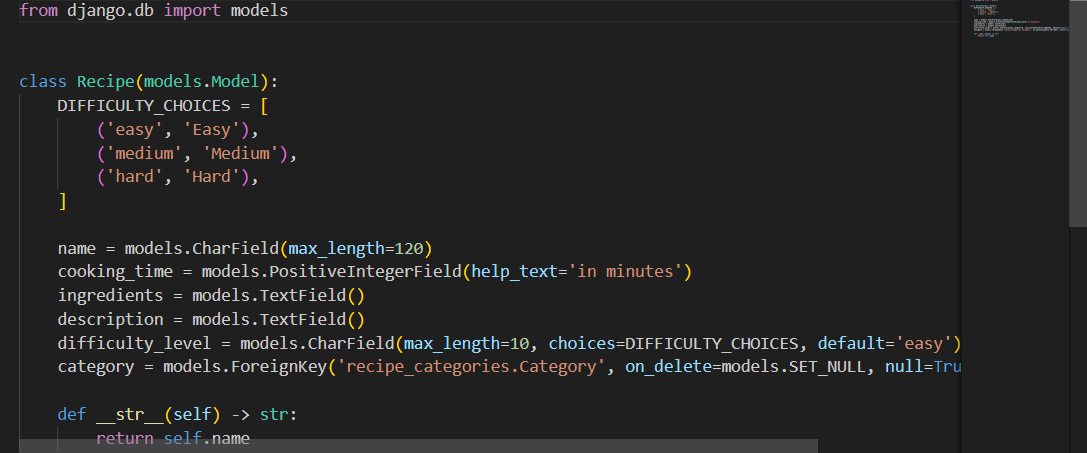 from django.db import models
class Recipe(models.Model):
    DIFFICULTY_CHOICES = [
        ('easy', 'Easy'),
        ('medium', 'Medium'),
        ('hard', 'Hard'),
    ]
    name = models.CharField(max_length=120)
    cooking_time = models.PositiveIntegerField(help_text='in minutes')
    ingredients = models.TextField()
    description = models.TextField()
    difficulty_level = models.CharField(max_length=10, choices=DIFFICULTY_CHOICES, default='easy')
    category = models.ForeignKey('recipe_categories.Category', on_delete=models.SET_NULL, null=Tru
    def __str__(self) -> str:
        return self.name